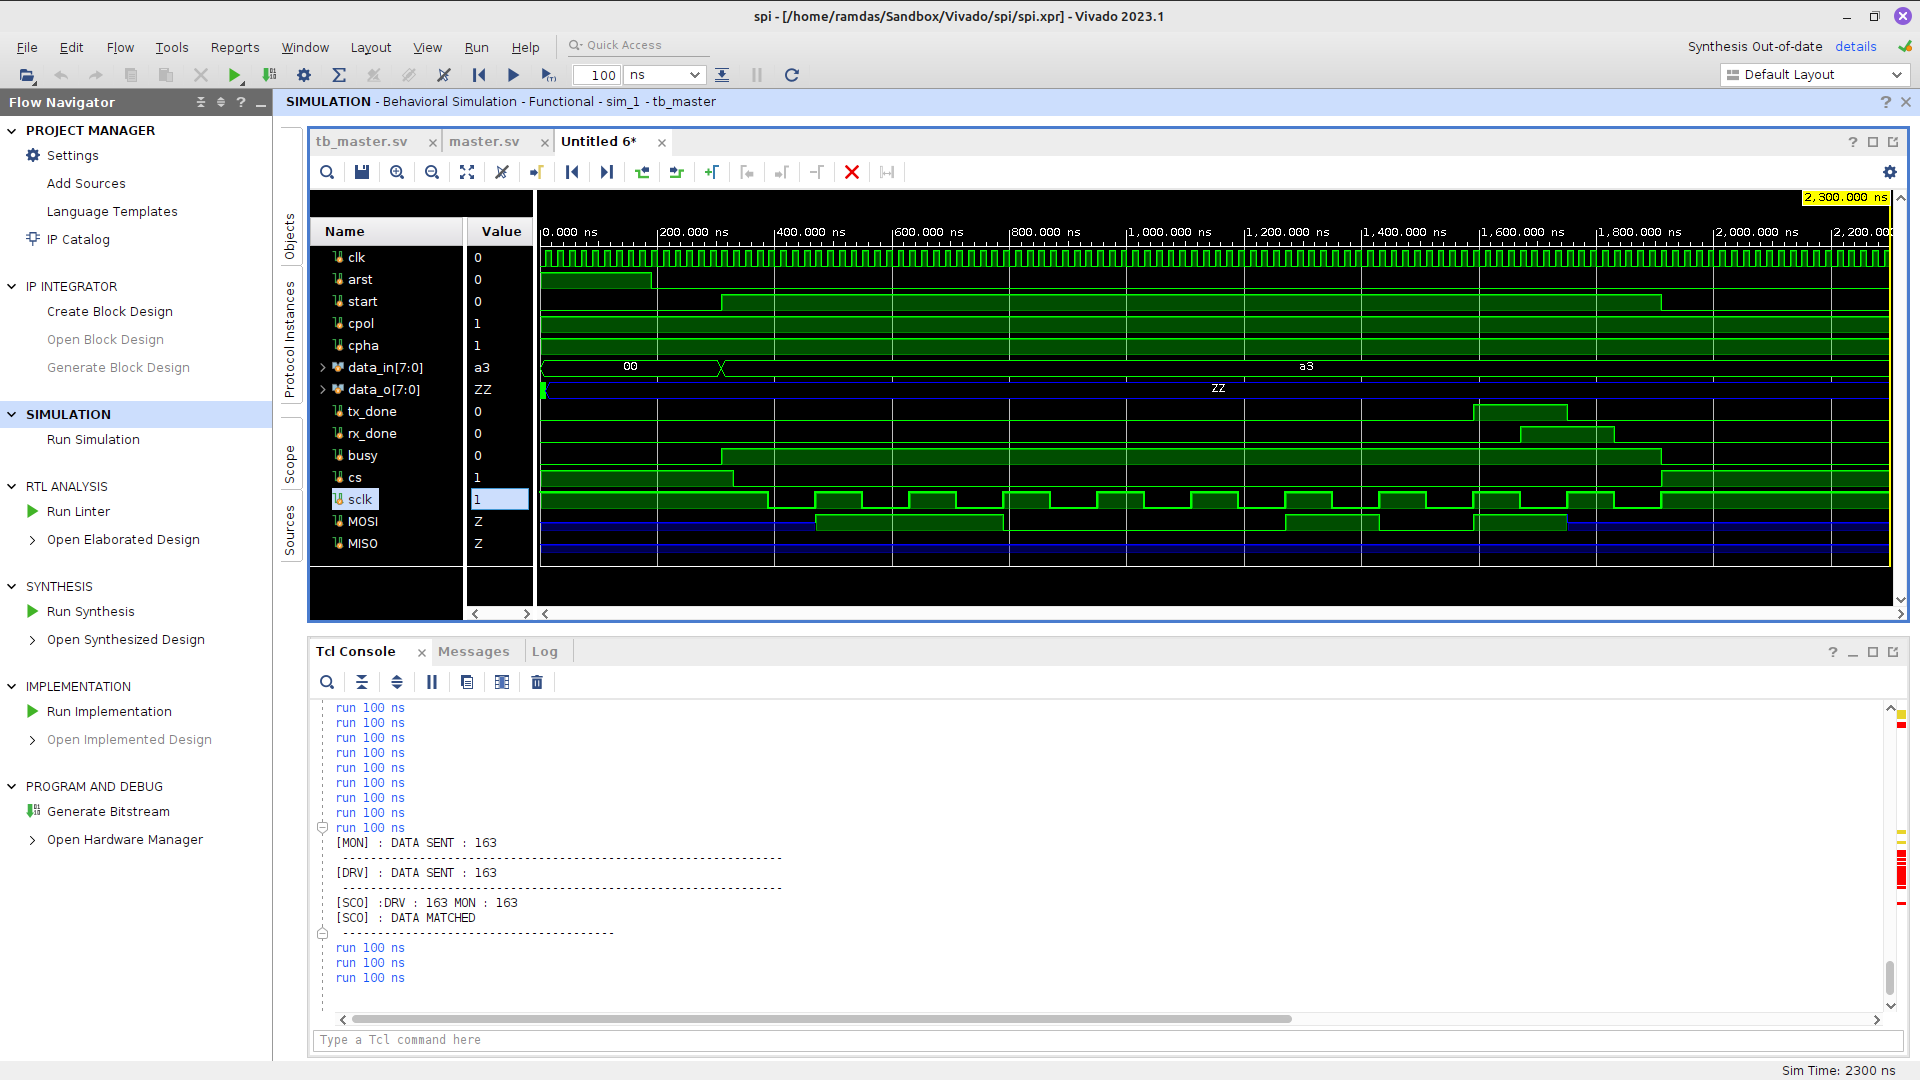 spi - [/home/ramdas/Sandbox/Vivado/spi/spi.xpr] - Vivado 2023.1
File Edit Flow Tools Reports Window Layout View Run Help Quick Access
Synthesis Out-of-date details
100 ns
Default Layout
Flow Navigator
SIMULATION - Behavioral Simulation - Functional - sim_1 - tb_master
PROJECT MANAGER
Settings
Add Sources
Language Templates
IP Catalog
IP INTEGRATOR
Create Block Design
Open Block Design
Generate Block Design
SIMULATION
Run Simulation
RTL ANALYSIS
Run Linter
Open Elaborated Design
SYNTHESIS
Run Synthesis
Open Synthesized Design
IMPLEMENTATION
Run Implementation
Open Implemented Design
PROGRAM AND DEBUG
Generate Bitstream
Open Hardware Manager
Objects
Protocol Instances
Scope
Sources
tb_master.sv master.sv Untitled 6*
2,300.000 ns
Name Value
0.000 ns 200.000 ns 400.000 ns 600.000 ns 800.000 ns 1,000.000 ns 1,200.000 ns 1,400.000 ns 1,600.000 ns 1,800.000 ns 2,000.000 ns 2,200.00
clk 0
arst 0
start 0
cpol 1
cpha 1
data_in[7:0] a3 00 a3
data_o[7:0] ZZ ZZ
tx_done 0
rx_done 0
busy 0
cs 1
sclk 1
MOSI Z
MISO Z
Tcl Console Messages Log
run 100 ns
run 100 ns
run 100 ns
run 100 ns
run 100 ns
run 100 ns
run 100 ns
run 100 ns
run 100 ns
[MON] : DATA SENT : 163
---------------------------------------------------------------
[DRV] : DATA SENT : 163
---------------------------------------------------------------
[SCO] :DRV : 163 MON : 163
[SCO] : DATA MATCHED
---------------------------------------
run 100 ns
run 100 ns
run 100 ns
Type a Tcl command here
Sim Time: 2300 ns